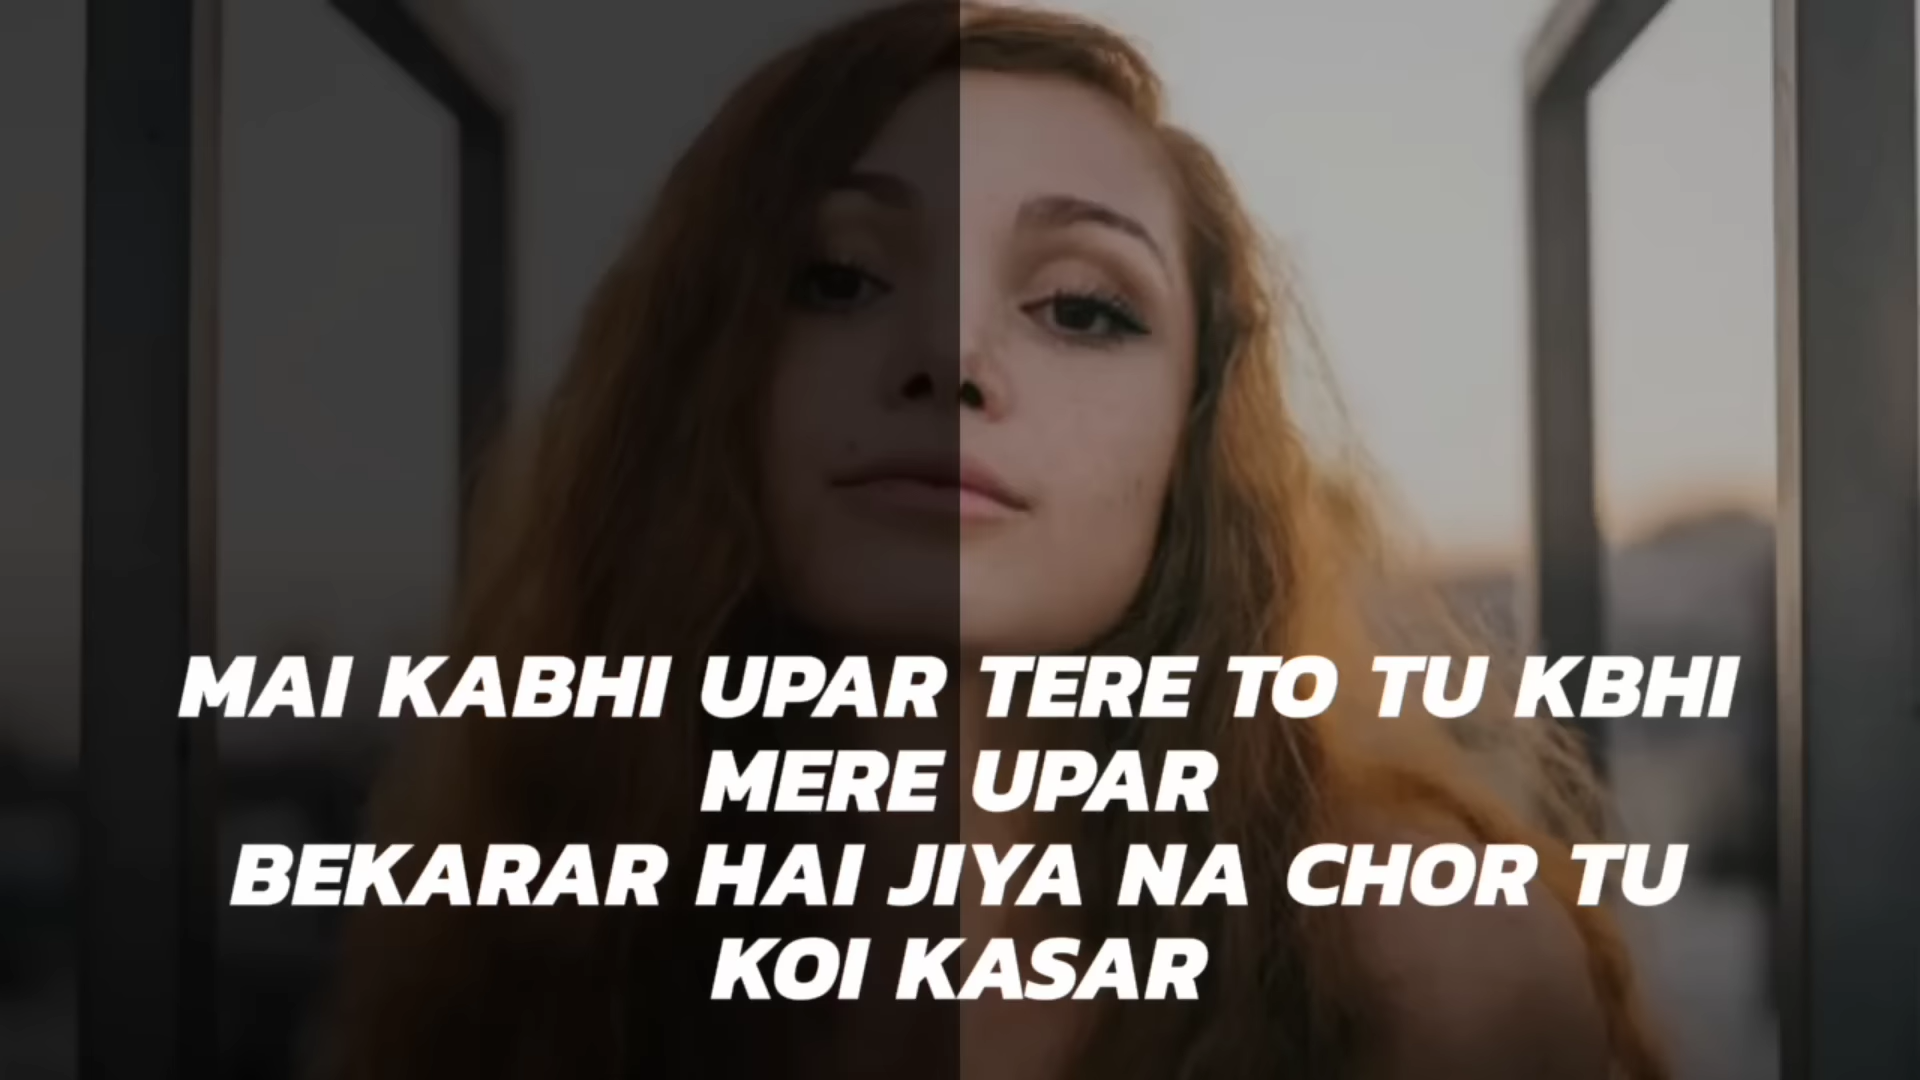 MAI KABHI UPAR TERE TO TU KBHI
MERE UPAR
BEKARAR HAI JIYA NA CHOR TU
KOI KASAR